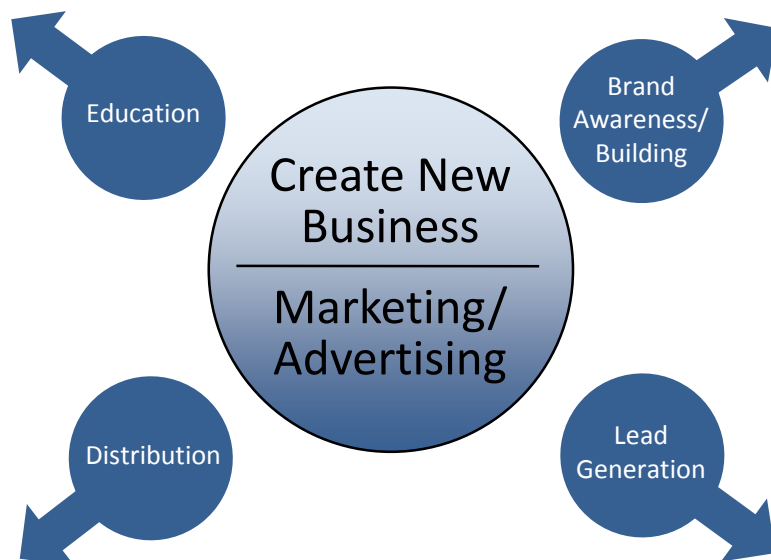 Education
Brand
Awareness/
Building
Create New
Business
Marketing/
Advertising
Distribution
Lead
Generation